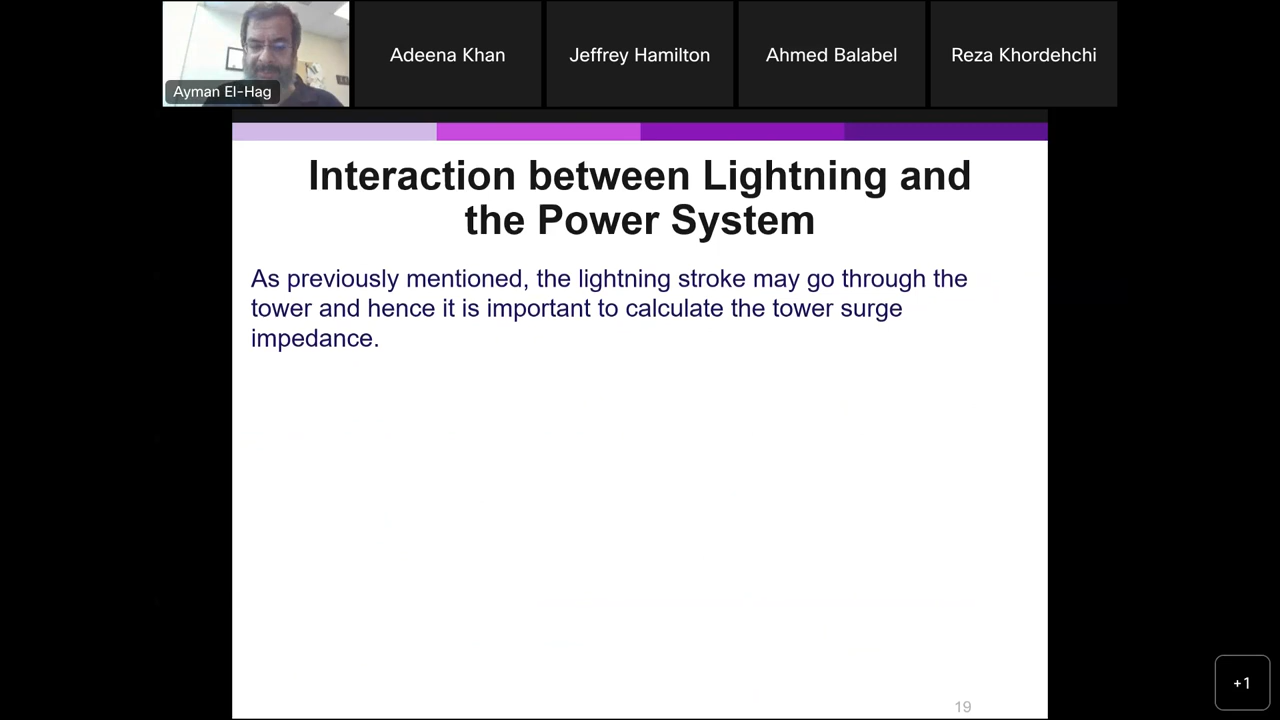 Ayman El-Hag
Adeena Khan
Jeffrey Hamilton
Ahmed Balabel
Reza Khordehchi
Interaction between Lightning and
the Power System
As previously mentioned, the lightning stroke may go through the
tower and hence it is important to calculate the tower surge
impedance.
19
+1